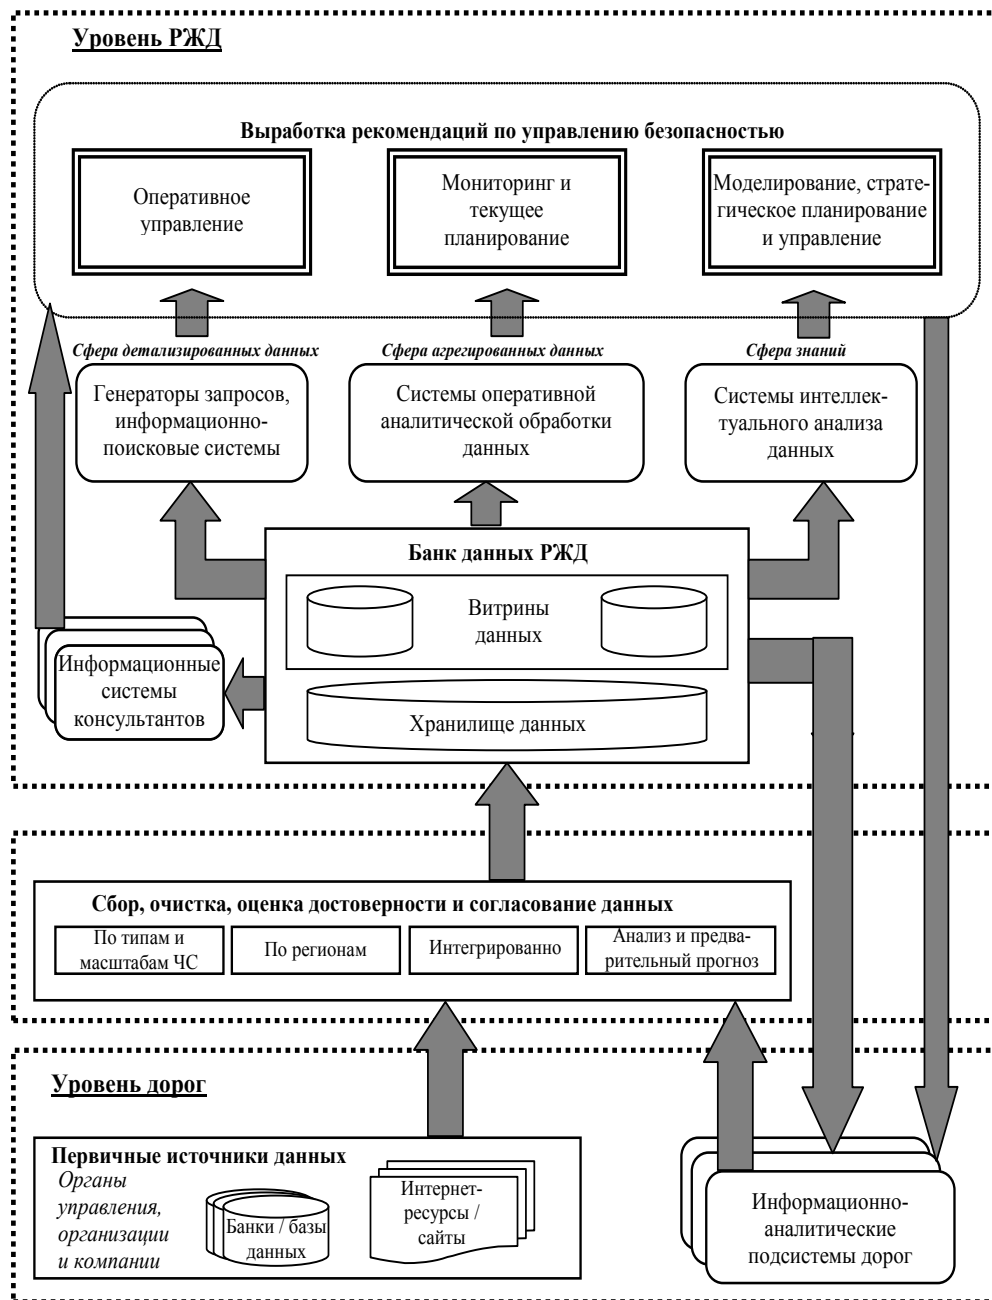 Уровень РЖД
Выработка рекомендаций по управлению безопасностью
Оперативное
управление
Мониторинг и
текущее
планирование
Моделирование, страте-
гическое планирование
и управление
Сфера детализированных данных
Сфера агрегированных данных
Сфера знаний
Генераторы запросов,
информационно-
поисковые системы
Системы оперативной
аналитической обработки
данных
Системы интеллек-
туального анализа
данных
Банк данных РЖД
Витрины
данных
Информационные
системы
консультантов
Хранилище данных
Сбор, очистка, оценка достоверности и согласование данных
По типам и
масштабам ЧС
По регионам
Интегрированно
Анализ и предва-
рительный прогноз
Уровень дорог
Первичные источники данных
Органы
управления,
организации
и компании
Банки / базы
данных
Интернет-
ресурсы /
сайты
Информационно-
аналитические
подсистемы дорог